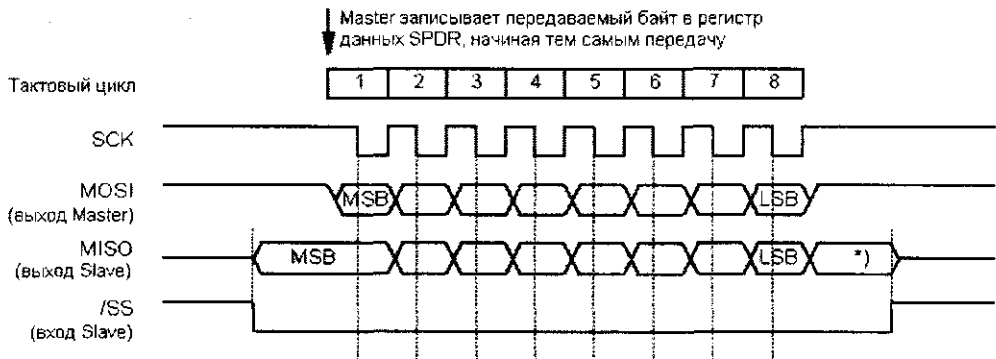 Master записывает передаваемый байт в регистр
данных SPDR, начиная тем самым передачу
Тактовый цикл
1 2 3 4 5 6 7 8
SCK
MOSI
(выход Master)
MSB LSB
MISO
(выход Slave)
MSB LSB *)
/SS
(вход Slave)